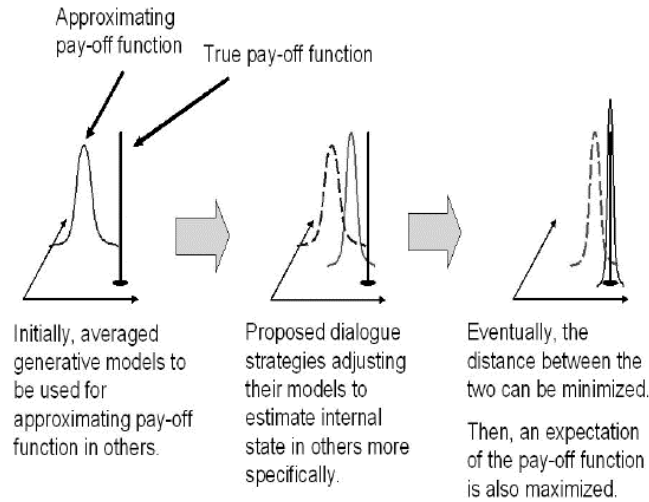 Approximating
pay-off function
True pay-off function
Initially, averaged
generative models to
be used for
approximating pay-off
function in others.
Proposed dialogue
strategies adjusting
their models to
estimate internal
state in others more
specifically.
Eventually, the
distance between the
two can be minimized.
Then, an expectation
of the pay-off function
is also maximized.